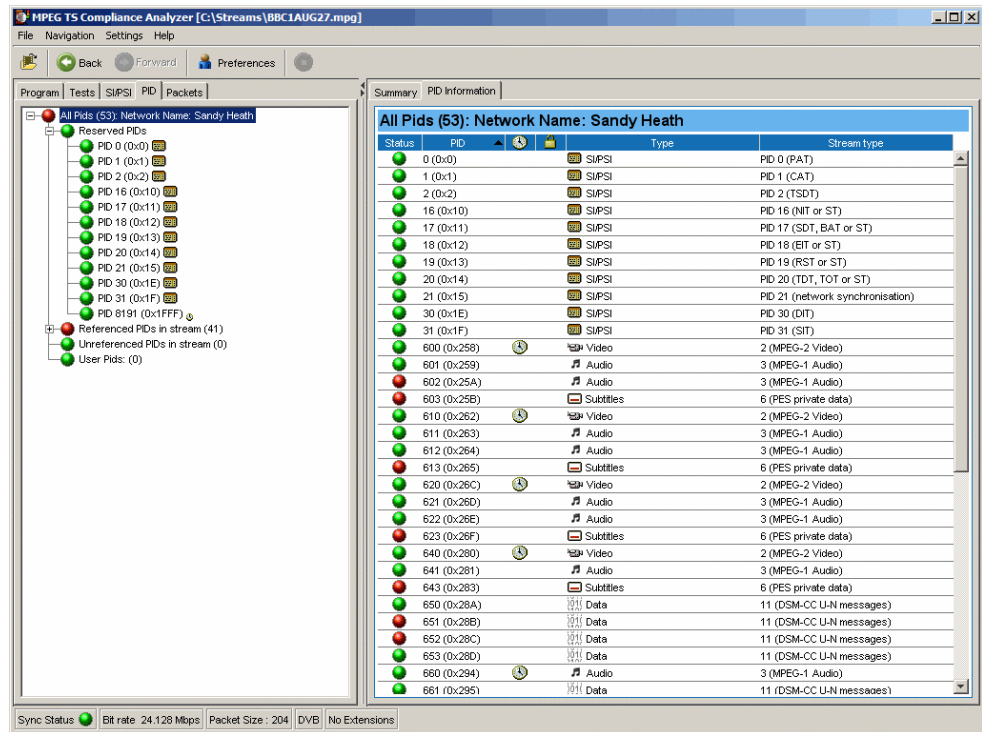 MPEG TS Compliance Analyzer [C:\Streams\BBC1AUG27.mpg]
File Navigation Settings Help
Back Forward Preferences
Program Tests SI/PSI PID Packets
All Pids (53): Network Name: Sandy Heath
Reserved PIDs
PID 0 (0x0)
PID 1 (0x1)
PID 2 (0x2)
PID 16 (0x10)
PID 17 (0x11)
PID 18 (0x12)
PID 19 (0x13)
PID 20 (0x14)
PID 21 (0x15)
PID 30 (0x1E)
PID 31 (0x1F)
PID 8191 (0x1FFF)
Referenced PIDs in stream (41)
Unreferenced PIDs in stream (0)
User Pids: (0)
Summary PID Information
All Pids (53): Network Name: Sandy Heath
Status PID Type Stream type
0 (0x0) SI/PSI PID 0 (PAT)
1 (0x1) SI/PSI PID 1 (CAT)
2 (0x2) SI/PSI PID 2 (TSDT)
16 (0x10) SI/PSI PID 16 (NIT or ST)
17 (0x11) SI/PSI PID 17 (SDT, BAT or ST)
18 (0x12) SI/PSI PID 18 (EIT or ST)
19 (0x13) SI/PSI PID 19 (RST or ST)
20 (0x14) SI/PSI PID 20 (TDT, TOT or ST)
21 (0x15) SI/PSI PID 21 (network synchronisation)
30 (0x1E) SI/PSI PID 30 (DIT)
31 (0x1F) SI/PSI PID 31 (SIT)
600 (0x258) Video 2 (MPEG-2 Video)
601 (0x259) Audio 3 (MPEG-1 Audio)
602 (0x25A) Audio 3 (MPEG-1 Audio)
603 (0x25B) Subtitles 6 (PES private data)
610 (0x262) Video 2 (MPEG-2 Video)
611 (0x263) Audio 3 (MPEG-1 Audio)
612 (0x264) Audio 3 (MPEG-1 Audio)
613 (0x265) Subtitles 6 (PES private data)
620 (0x26C) Video 2 (MPEG-2 Video)
621 (0x26D) Audio 3 (MPEG-1 Audio)
622 (0x26E) Audio 3 (MPEG-1 Audio)
623 (0x26F) Subtitles 6 (PES private data)
640 (0x280) Video 2 (MPEG-2 Video)
641 (0x281) Audio 3 (MPEG-1 Audio)
643 (0x283) Subtitles 6 (PES private data)
650 (0x28A) Data 11 (DSM-CC U-N messages)
651 (0x28B) Data 11 (DSM-CC U-N messages)
652 (0x28C) Data 11 (DSM-CC U-N messages)
653 (0x28D) Data 11 (DSM-CC U-N messages)
660 (0x294) Audio 3 (MPEG-1 Audio)
661 (0x295) Data 11 (DSM-CC U-N messages)
Sync Status Bit rate 24.128 Mbps Packet Size : 204 DVB No Extensions